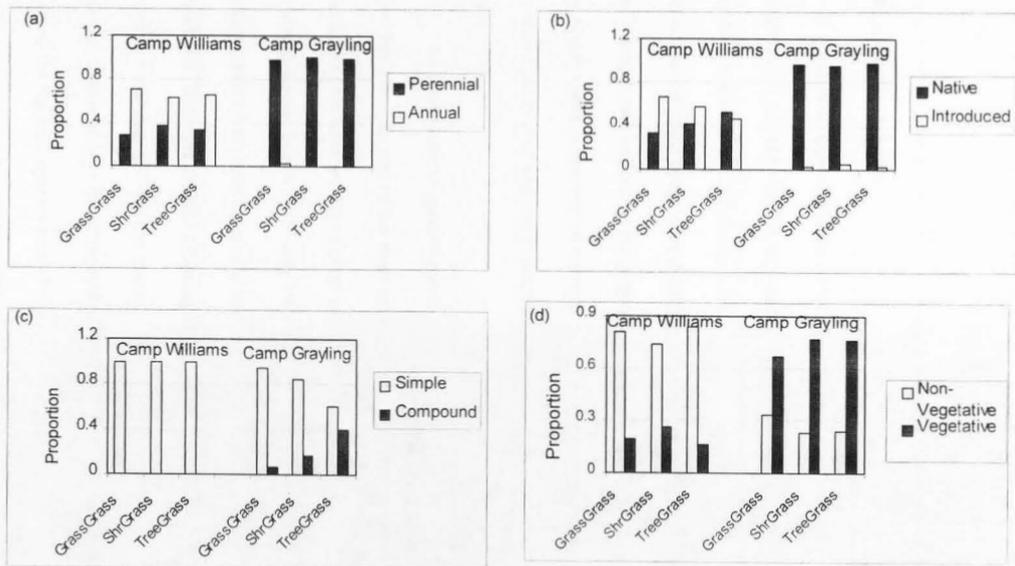 (a)
1.2
Camp Williams Camp Grayling
0.8
0.4
0
Proportion
Perennial
Annual
GrassGrass
ShrGrass
TreeGrass
GrassGrass
ShrGrass
TreeGrass
(b)
1.2
Camp Williams Camp Grayling
0.8
0.4
0
Proportion
Native
Introduced
GrassGrass
ShrGrass
TreeGrass
GrassGrass
ShrGrass
TreeGrass
(c)
1.2
Camp Williams Camp Grayling
0.8
0.4
0
Proportion
Simple
Compound
GrassGrass
ShrGrass
TreeGrass
GrassGrass
ShrGrass
TreeGrass
(d)
0.9
Camp Williams Camp Grayling
0.6
0.3
0
Proportion
Non-
Vegetative
Vegetative
GrassGrass
ShrGrass
TreeGrass
GrassGrass
ShrGrass
TreeGrass